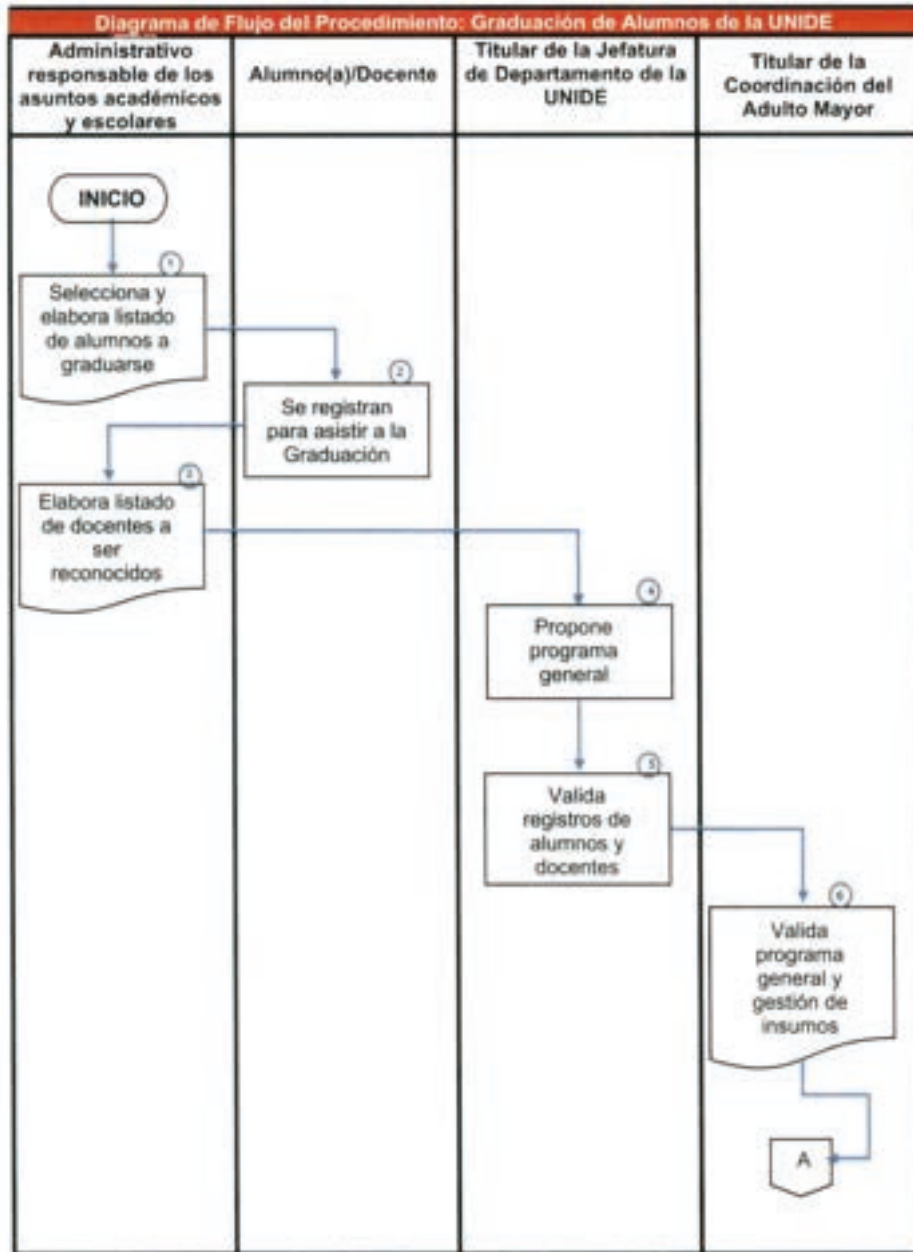 Diagrama de Flujo del Procedimiento: Graduación de Alumnos de la UNIDE
Administrativo
responsable de los
asuntos académicos
y escolares
Alumno(a)/Docente
Titular de la Jefatura
de Departamento de la
UNIDE
Titular de la
Coordinación del
Adulto Mayor
INICIO
1
Selecciona y
elabora listado
de alumnos a
graduarse
2
Se registran
para asistir a la
Graduación
Elabora listado
de docentes a
ser
reconocidos
4
Propone
programa
general
5
Valida
registros de
alumnos y
docentes
6
Valida
programa
general y
gestión de
insumos
A